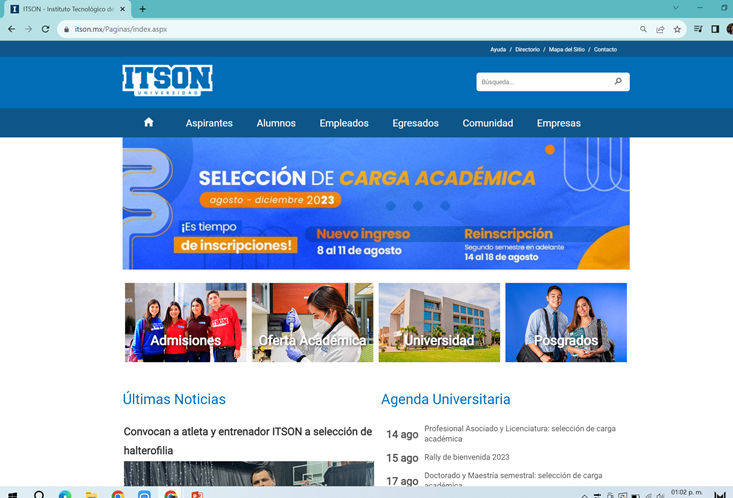 ITSON - Instituto Tecnológico de
itson.mx/Paginas/index.aspx
Ayuda / Directorio / Mapa del Sitio / Contacto
ITSON
UNIVERSIDAD
Búsqueda...
Aspirantes Alumnos Empleados Egresados Comunidad Empresas
SELECCIÓN DE CARGA ACADÉMICA
agosto - diciembre 2023
¡Es tiempo
de inscripciones!
Nuevo ingreso
8 al 11 de agosto
Reinscripción
Segundo semestre en adelante
14 al 18 de agosto
Admisiones
Oferta Académica
Universidad
Posgrados
Últimas Noticias
Convocan a atleta y entrenador ITSON a selección de
halterofilia
Agenda Universitaria
14 ago Profesional Asociado y Licenciatura: selección de carga
académica
15 ago Rally de bienvenida 2023
17 ago Doctorado y Maestría semestral: selección de carga
académica
01:02 p. m.